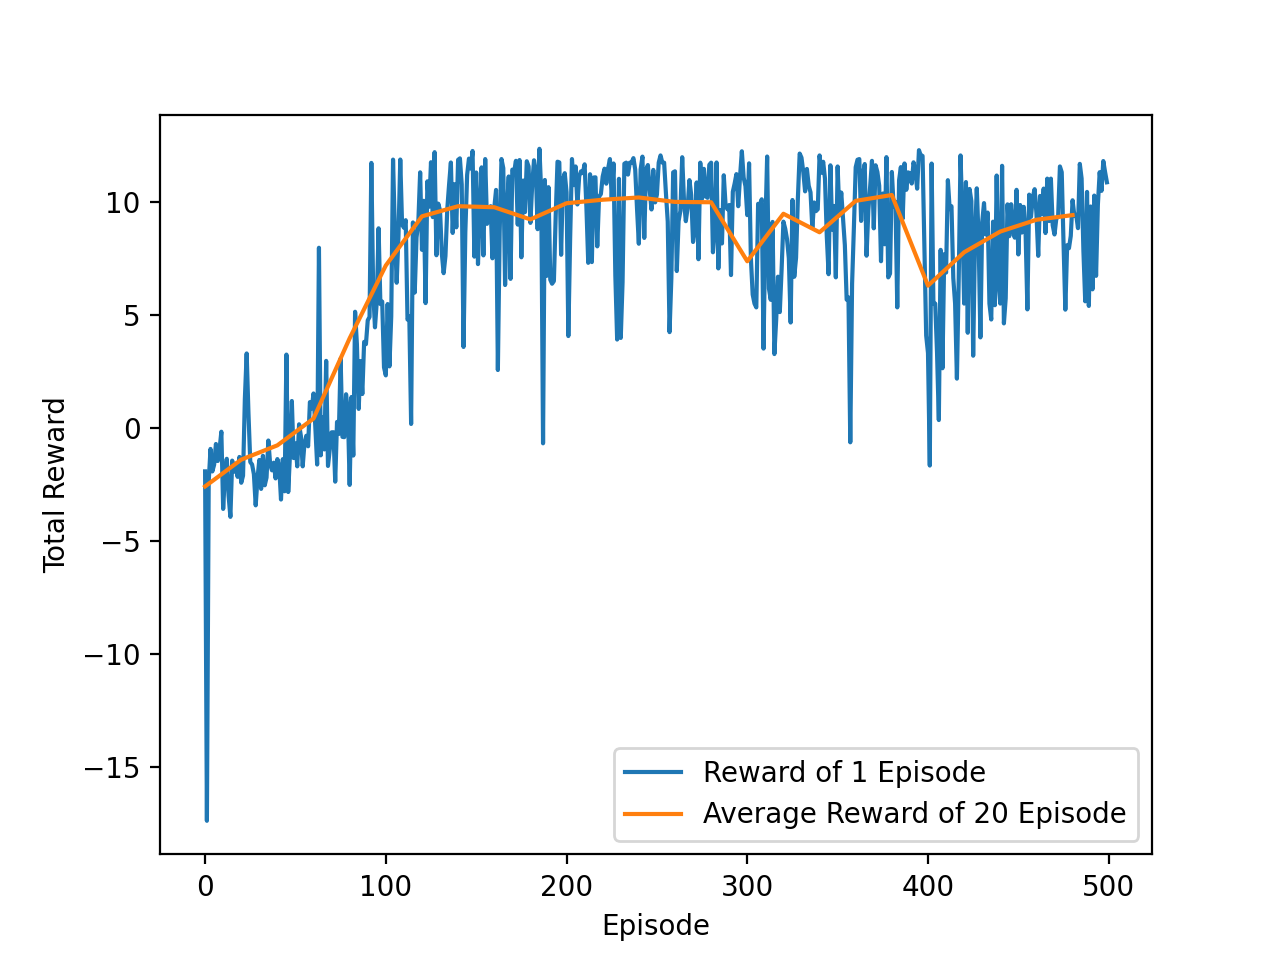 10
5
0
−5
−10
−15
Total Reward
Reward of 1 Episode
Average Reward of 20 Episode
0 100 200 300 400 500
Episode